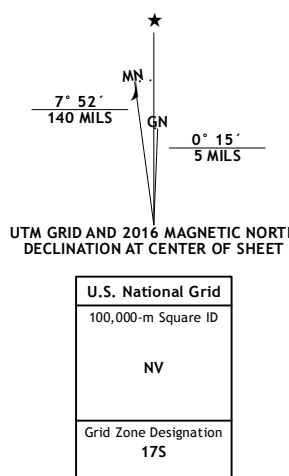 ★
MN
7° 52´
140 MILS
GN
0° 15´
5 MILS
UTM GRID AND 2016 MAGNETIC NORT
DECLINATION AT CENTER OF SHEET
U.S. National Grid
100,000-m Square ID
NV
Grid Zone Designation
17S